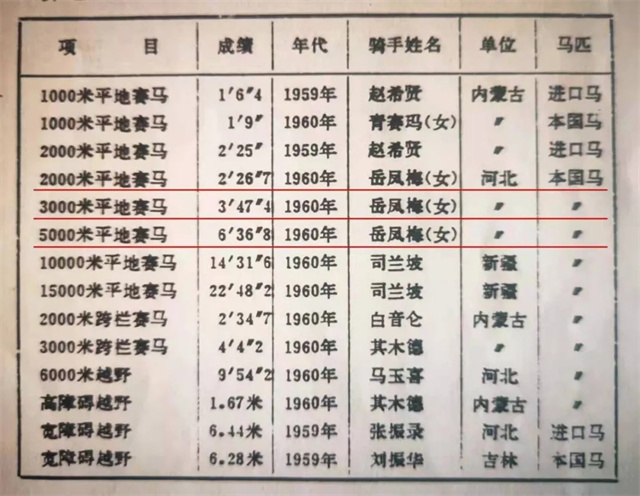 项 目 成绩 年代 骑手姓名 单位 马匹
1000米平地赛马 1′6″4 1959年 赵希贤 内蒙古 进口马
1000米平地赛马 1′9″ 1960年 青赛玛(女) 〃 本国马
2000米平地赛马 2′25″ 1959年 赵希贤 〃 进口马
2000米平地赛马 2′26″7 1960年 岳凤梅(女) 河北 本国马
3000米平地赛马 3′47″4 1960年 岳凤梅(女) 〃 〃
5000米平地赛马 6′36″8 1960年 岳凤梅(女) 〃 〃
10000米平地赛马 14′31″6 1960年 司兰坡 新疆 〃
15000米平地赛马 22′48″2 1960年 司兰坡 新疆 〃
2000米跨栏赛马 2′34″7 1960年 白音仑 内蒙古 〃
3000米跨栏赛马 4′4″2 1960年 其木德 〃 〃
6000米越野 9′54″2 1960年 马玉喜 河北 〃
高障碍越野 1.67米 1960年 其木德 内蒙古 〃
宽障碍越野 6.44米 1959年 张振录 河北 进口马
宽障碍越野 6.28米 1959年 刘振华 吉林 本国马